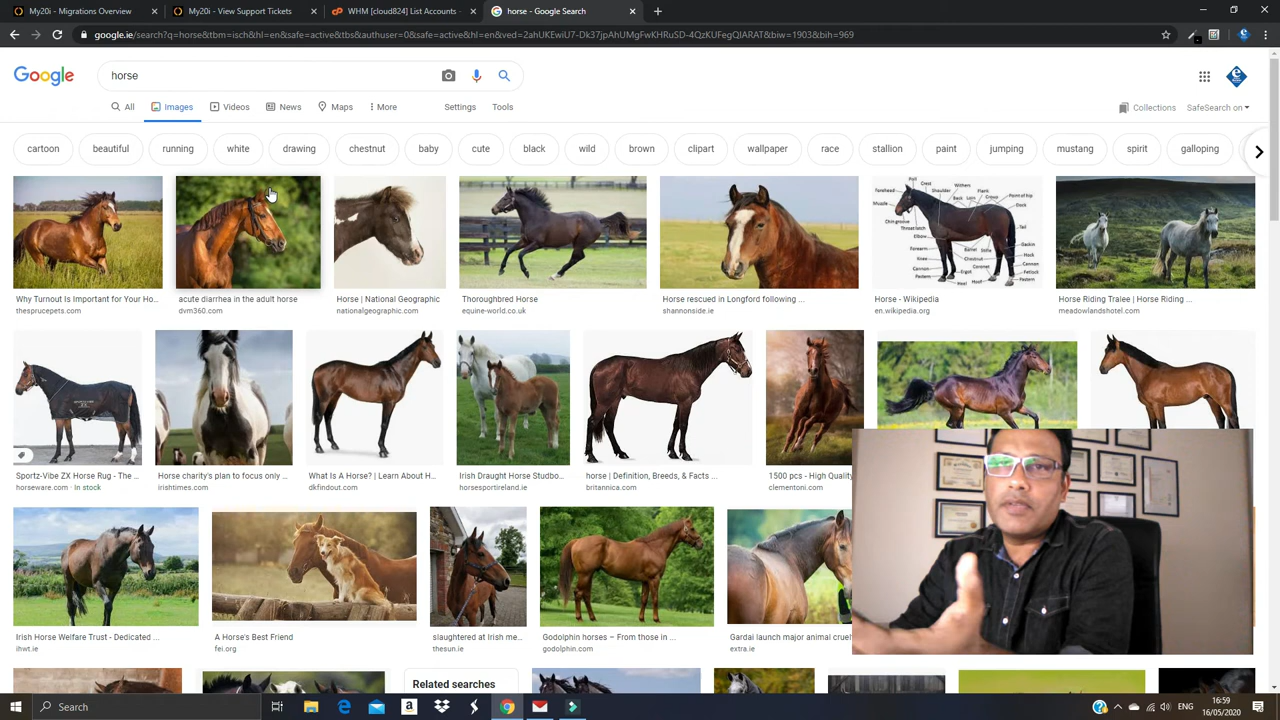 My20i - Migrations Overview
My20i - View Support Tickets
WHM [cloud824] List Accounts -
horse - Google Search
google.ie/search?q=horse&tbm=isch&hl=en&safe=active&tbs&authuser=0&safe=active&hl=en&ved=2ahUKEwiU7-Dk37jpAhUMgFwKHRuSD-4QzKUFegQIARAT&biw=1903&bih=969
Google
horse
All
Images
Videos
News
Maps
More
Settings
Tools
Collections
SafeSearch on
cartoon
beautiful
running
white
drawing
chestnut
baby
cute
black
wild
brown
clipart
wallpaper
race
stallion
paint
jumping
mustang
spirit
galloping
Why Turnout Is Important for Your Ho...
thesprucepets.com
acute diarrhea in the adult horse
dvm360.com
Horse | National Geographic
nationalgeographic.com
Thoroughbred Horse
equine-world.co.uk
Horse rescued in Longford following ...
shannonside.ie
Horse - Wikipedia
en.wikipedia.org
Horse Riding Tralee | Horse Riding ...
meadowlandshotel.com
Sportz-Vibe ZX Horse Rug - The ...
horseware.com · In stock
Horse charity's plan to focus only ...
irishtimes.com
What Is A Horse? | Learn About H...
dkfindout.com
Irish Draught Horse Studbo...
horsesportireland.ie
horse | Definition, Breeds, & Facts ...
britannica.com
1500 pcs - High Quality
clementoni.com
Irish Horse Welfare Trust - Dedicated ...
ihwt.ie
A Horse's Best Friend
fei.org
slaughtered at Irish me...
thesun.ie
Godolphin horses – From those in ...
godolphin.com
Gardai launch major animal cruel
extra.ie
Related searches
Search
ENG
16:59
16/05/2020